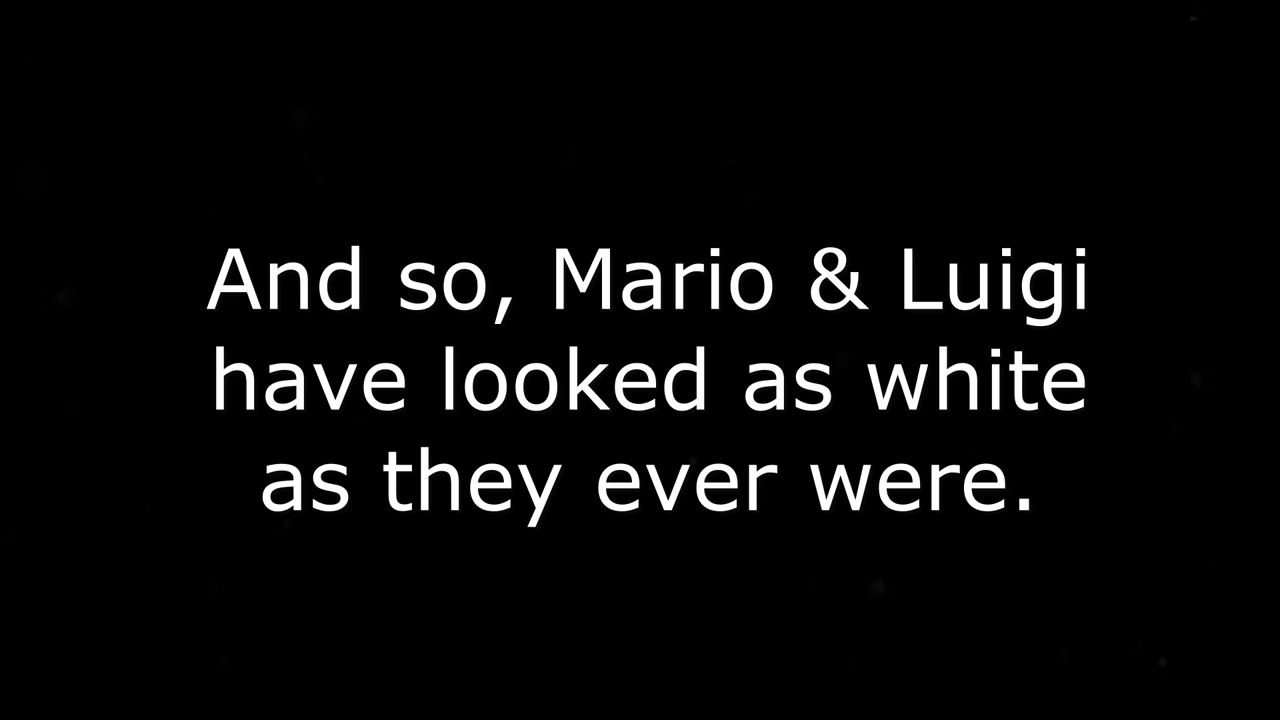 And so, Mario & Luigi
have looked as white
as they ever were.